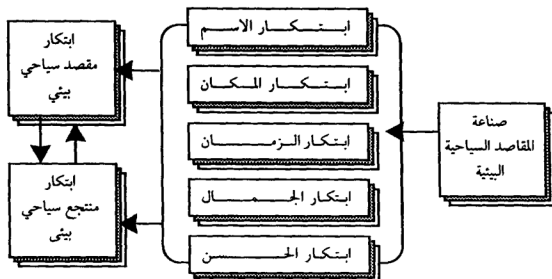 صناعة
المقاصد السياحية
البيئية
ابتكار الاسم
ابتكار المكان
ابتكار الزمان
ابتكار الجمال
ابتكار الحسن
ابتكار
مقصد سياحي
بيئي
ابتكار
منتجع سياحي
بيئى